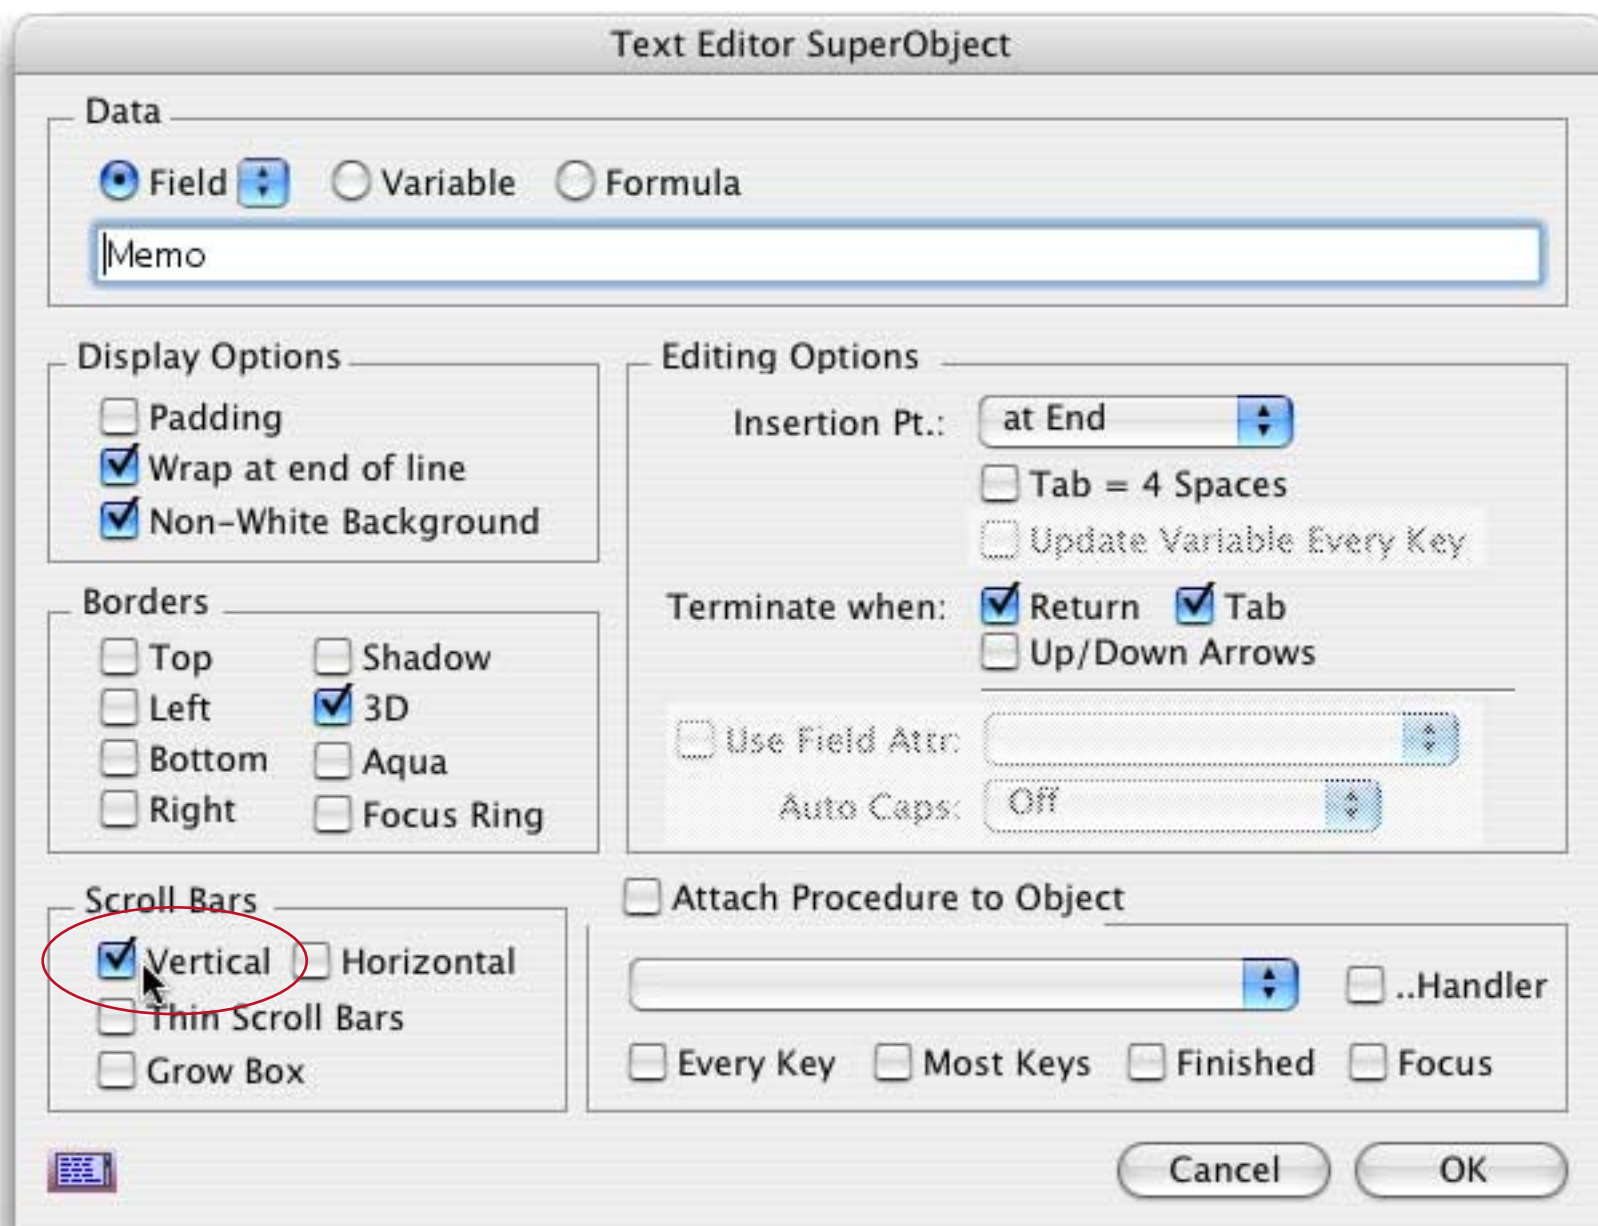 Text Editor SuperObject
Data
Field Variable Formula
Memo
Display Options
Padding
Wrap at end of line
Non-White Background
Editing Options
Insertion Pt.: at End
Tab = 4 Spaces
Update Variable Every Key
Terminate when: Return Tab
Up/Down Arrows
Use Field Attr:
Auto Caps: Off
Borders
Top Shadow
Left 3D
Bottom Aqua
Right Focus Ring
Scroll Bars
Vertical Horizontal
Thin Scroll Bars
Grow Box
Attach Procedure to Object
..Handler
Every Key Most Keys Finished Focus
Cancel OK